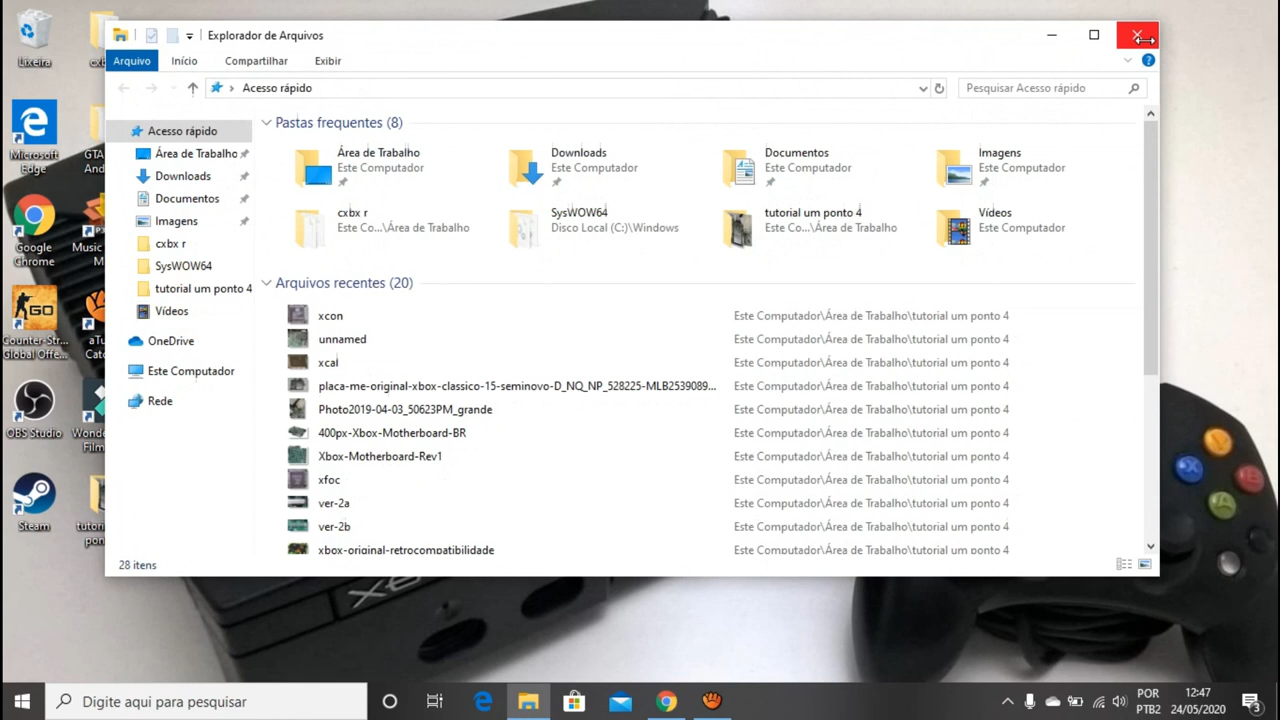 Explorador de Arquivos
Arquivo Início Compartilhar Exibir
Acesso rápido Pesquisar Acesso rápido
Acesso rápido
Área de Trabalho
Downloads
Documentos
Imagens
cxbx r
SysWOW64
tutorial um ponto 4
Vídeos
OneDrive
Este Computador
Rede
Pastas frequentes (8)
Área de Trabalho
Este Computador
Downloads
Este Computador
Documentos
Este Computador
Imagens
Este Computador
cxbx r
Este Co...\Área de Trabalho
SysWOW64
Disco Local (C:)\Windows
tutorial um ponto 4
Este Co...\Área de Trabalho
Vídeos
Este Computador
Arquivos recentes (20)
xcon Este Computador\Área de Trabalho\tutorial um ponto 4
unnamed Este Computador\Área de Trabalho\tutorial um ponto 4
xcal Este Computador\Área de Trabalho\tutorial um ponto 4
placa-me-original-xbox-classico-15-seminovo-D_NQ_NP_528225-MLB2539089... Este Computador\Área de Trabalho\tutorial um ponto 4
Photo2019-04-03_50623PM_grande Este Computador\Área de Trabalho\tutorial um ponto 4
400px-Xbox-Motherboard-BR Este Computador\Área de Trabalho\tutorial um ponto 4
Xbox-Motherboard-Rev1 Este Computador\Área de Trabalho\tutorial um ponto 4
xfoc Este Computador\Área de Trabalho\tutorial um ponto 4
ver-2a Este Computador\Área de Trabalho\tutorial um ponto 4
ver-2b Este Computador\Área de Trabalho\tutorial um ponto 4
xbox-original-retrocompatibilidade Este Computador\Área de Trabalho\tutorial um ponto 4
28 itens
Lixeira
Microsoft
Edge
Google
Chrome
Counter-St...
Global Offe...
OBS Studio
Steam
GTA
Music
GO
Digite aqui para pesquisar
POR
PTB2
12:47
24/05/2020
3